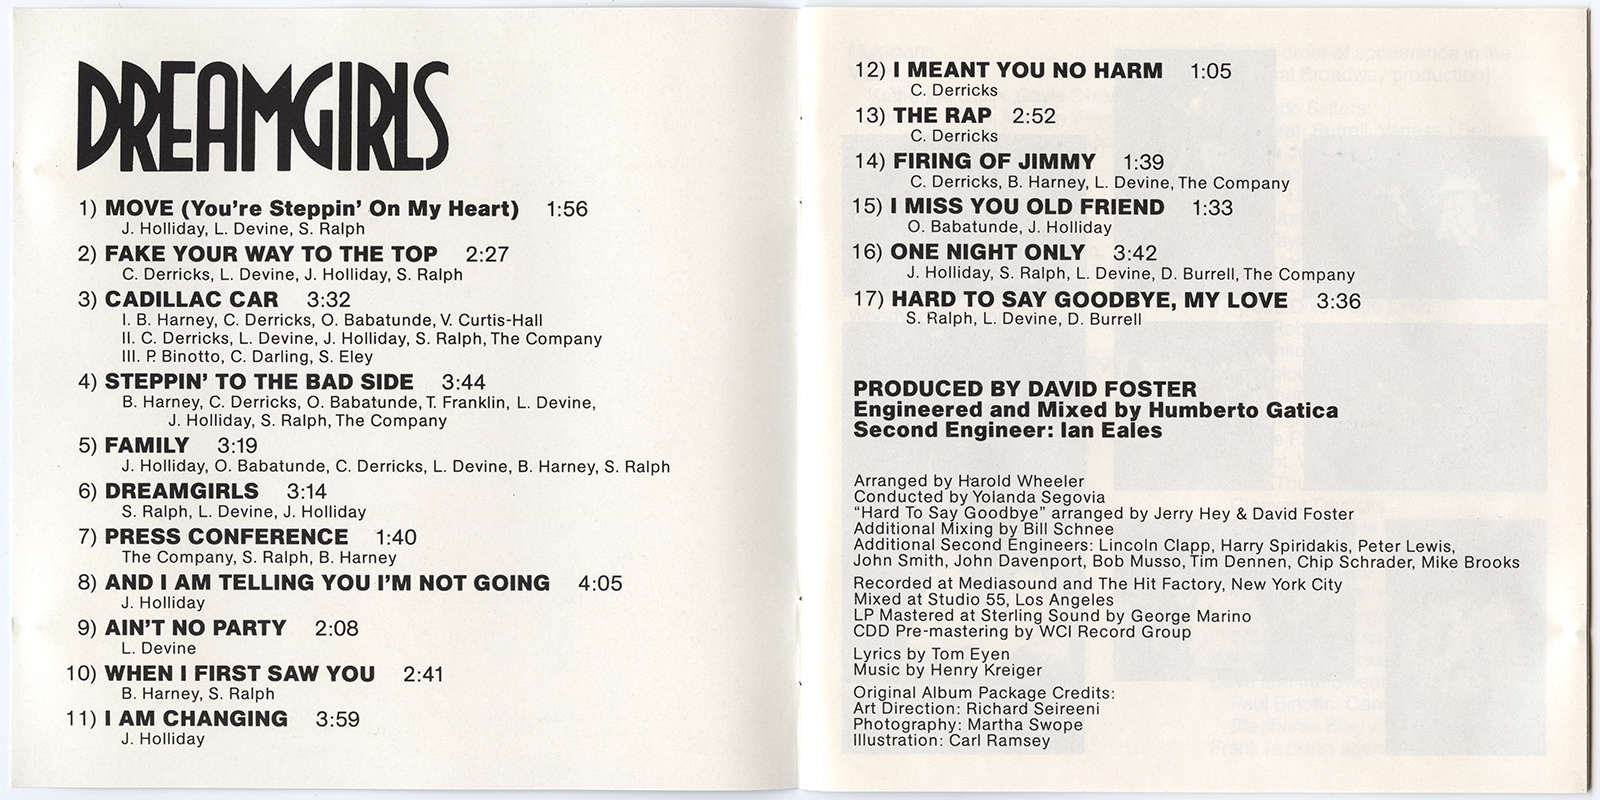 DREAMGIRLS
1) MOVE (You're Steppin' On My Heart) 1:56
J. Holliday, L. Devine, S. Ralph
2) FAKE YOUR WAY TO THE TOP 2:27
C. Derricks, L. Devine, J. Holliday, S. Ralph
3) CADILLAC CAR 3:32
I. B. Harney, C. Derricks, O. Babatunde, V. Curtis-Hall
II. C. Derricks, L. Devine, J. Holliday, S. Ralph, The Company
III. P. Binotto, C. Darling, S. Eley
4) STEPPIN' TO THE BAD SIDE 3:44
B. Harney, C. Derricks, O. Babatunde, T. Franklin, L. Devine,
J. Holliday, S. Ralph, The Company
5) FAMILY 3:19
J. Holliday, O. Babatunde, C. Derricks, L. Devine, B. Harney, S. Ralph
6) DREAMGIRLS 3:14
S. Ralph, L. Devine, J. Holliday
7) PRESS CONFERENCE 1:40
The Company, S. Ralph, B. Harney
8) AND I AM TELLING YOU I'M NOT GOING 4:05
J. Holliday
9) AIN'T NO PARTY 2:08
L. Devine
10) WHEN I FIRST SAW YOU 2:41
B. Harney, S. Ralph
11) I AM CHANGING 3:59
J. Holliday
12) I MEANT YOU NO HARM 1:05
C. Derricks
13) THE RAP 2:52
C. Derricks
14) FIRING OF JIMMY 1:39
C. Derricks, B. Harney, L. Devine, The Company
15) I MISS YOU OLD FRIEND 1:33
O. Babatunde, J. Holliday
16) ONE NIGHT ONLY 3:42
J. Holliday, S. Ralph, L. Devine, D. Burrell, The Company
17) HARD TO SAY GOODBYE, MY LOVE 3:36
S. Ralph, L. Devine, D. Burrell
PRODUCED BY DAVID FOSTER
Engineered and Mixed by Humberto Gatica
Second Engineer: Ian Eales
Arranged by Harold Wheeler
Conducted by Yolanda Segovia
"Hard To Say Goodbye" arranged by Jerry Hey & David Foster
Additional Mixing by Bill Schnee
Additional Second Engineers: Lincoln Clapp, Harry Spiridakis, Peter Lewis,
John Smith, John Davenport, Bob Musso, Tim Dennen, Chip Schrader, Mike Brooks
Recorded at Mediasound and The Hit Factory, New York City
Mixed at Studio 55, Los Angeles
LP Mastered at Sterling Sound by George Marino
CDD Pre-mastering by WCI Record Group
Lyrics by Tom Eyen
Music by Henry Kreiger
Original Album Package Credits:
Art Direction: Richard Seireeni
Photography: Martha Swope
Illustration: Carl Ramsey